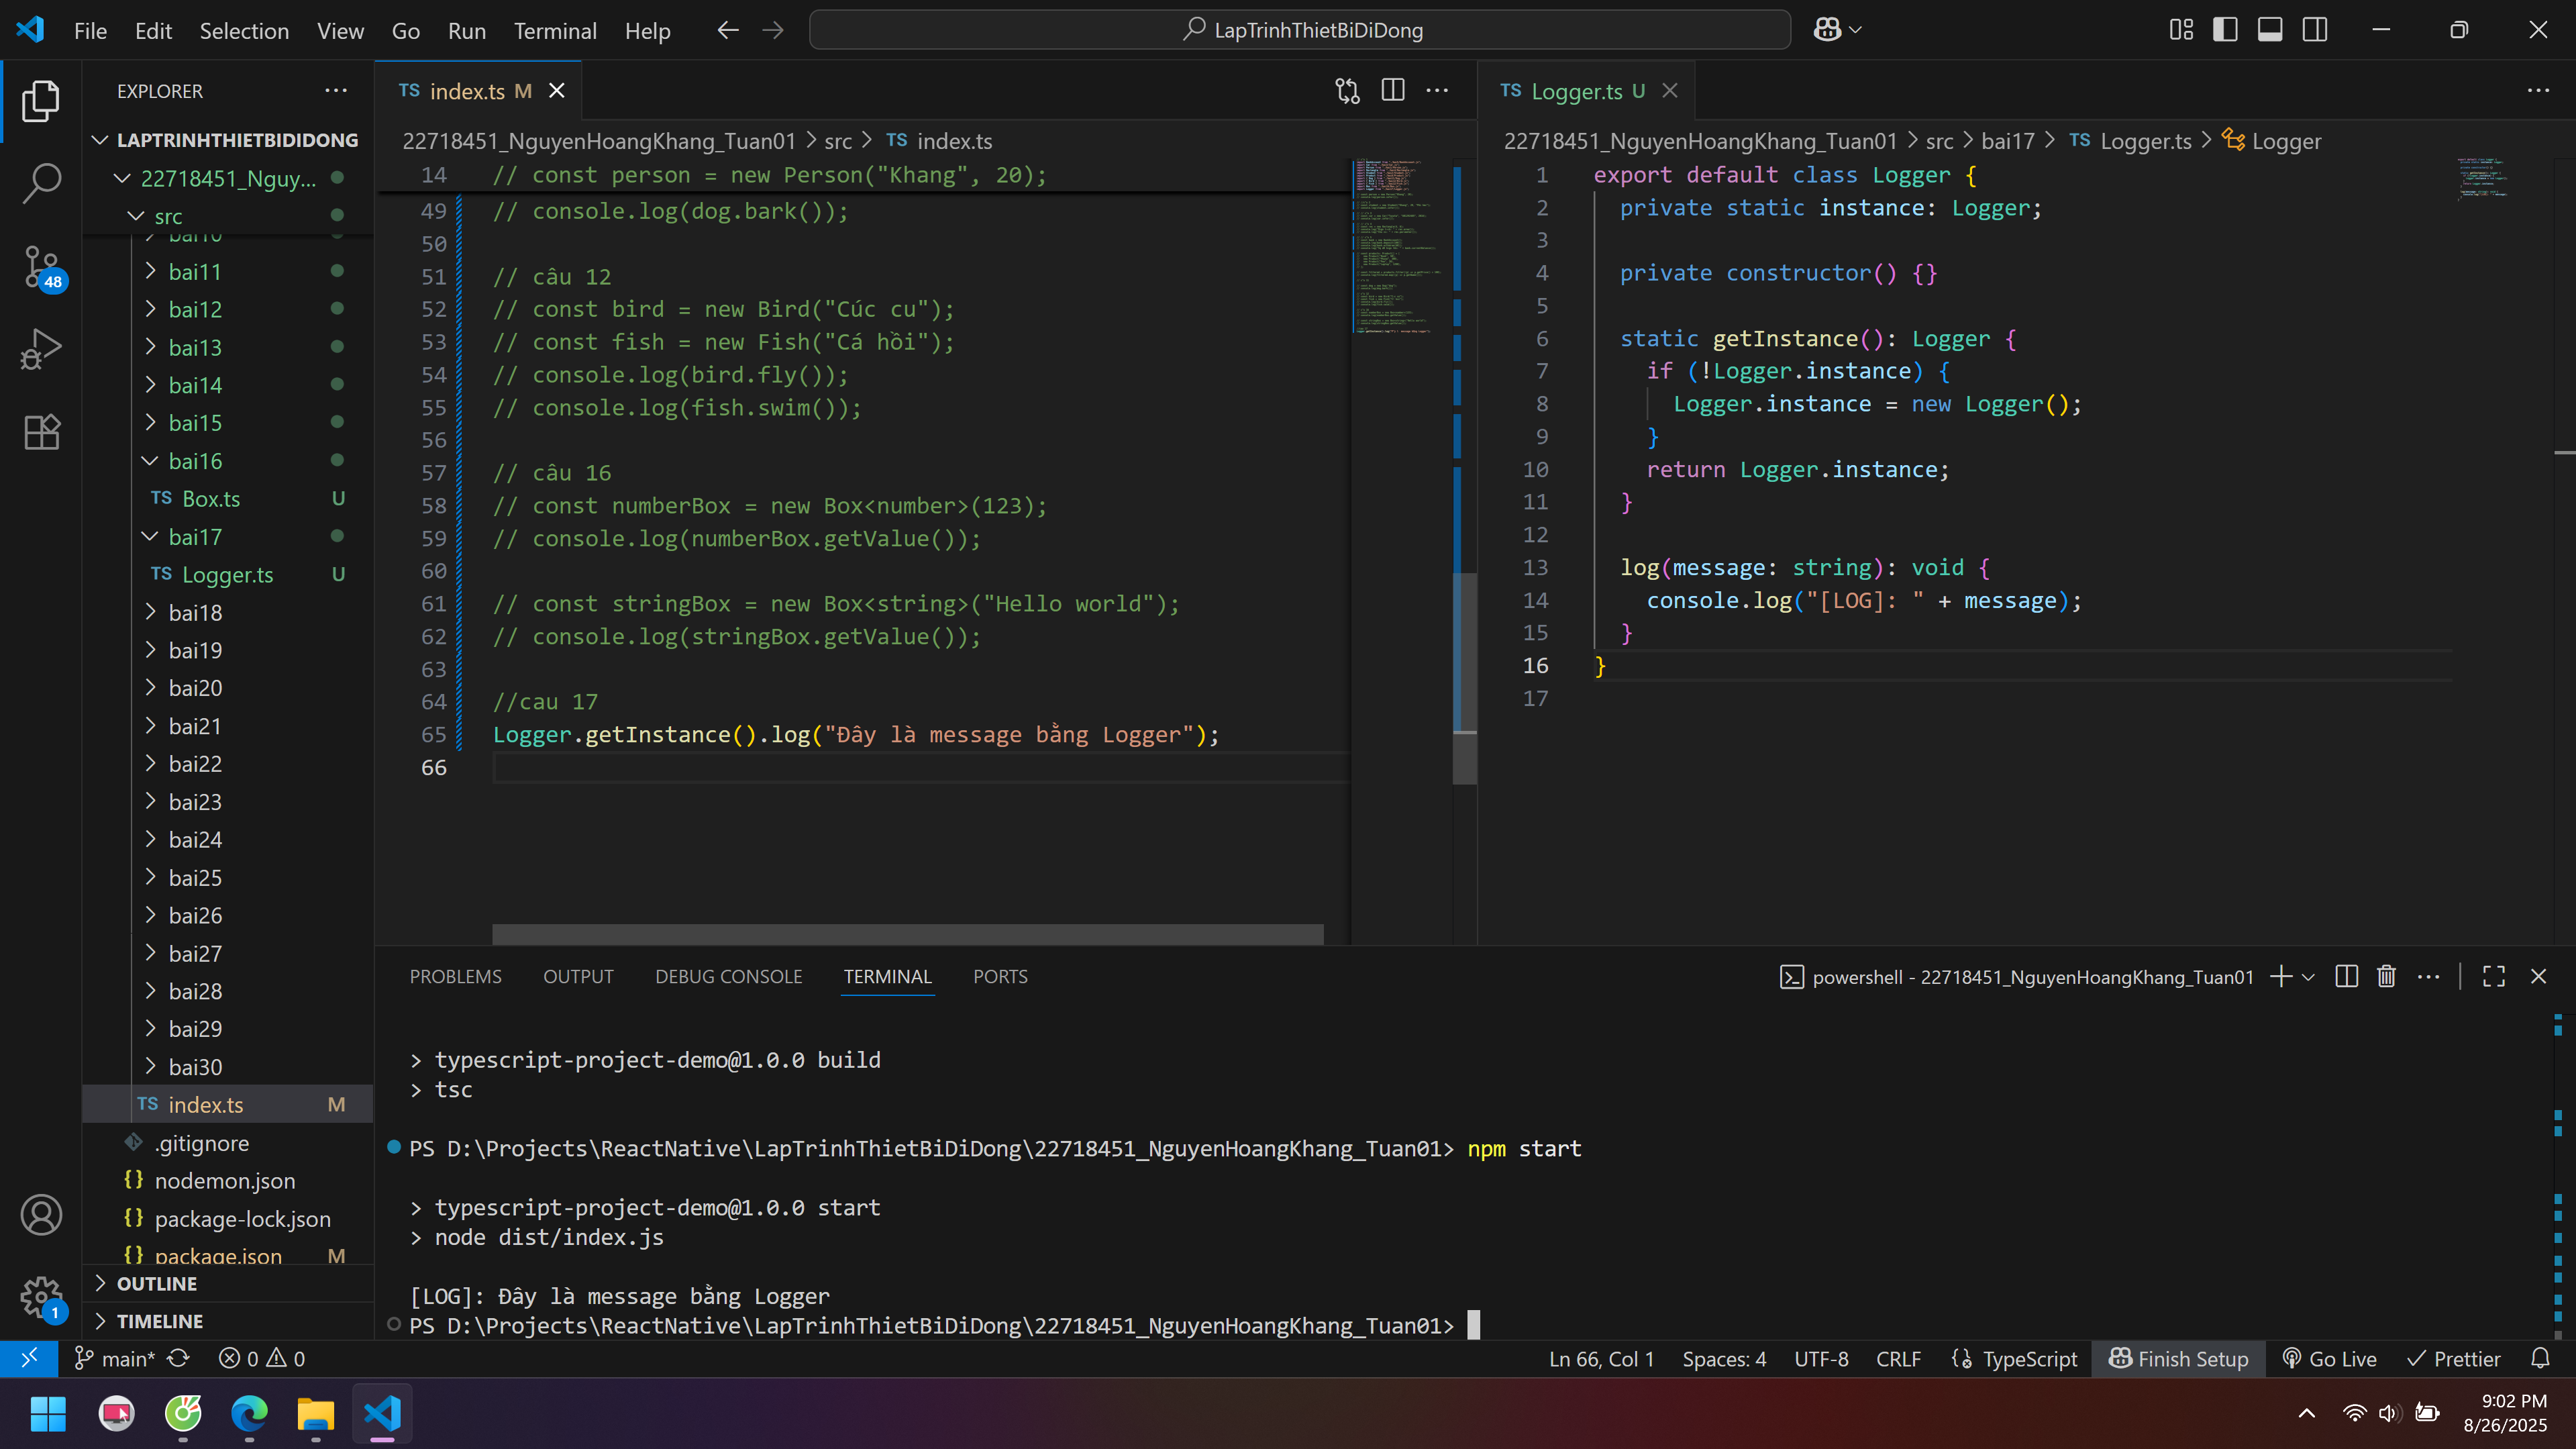 File Edit Selection View Go Run Terminal Help
LapTrinhThietBiDiDong
EXPLORER
LAPTRINHTHIETBIDIDONG
22718451_Nguy...
src
bai10
bai11
bai12
bai13
bai14
bai15
bai16
TS Box.ts U
bai17
TS Logger.ts U
bai18
bai19
bai20
bai21
bai22
bai23
bai24
bai25
bai26
bai27
bai28
bai29
bai30
TS index.ts M
.gitignore
{} nodemon.json
{} package-lock.json
{} package.json M
OUTLINE
TIMELINE
48
1
TS index.ts M
22718451_NguyenHoangKhang_Tuan01 > src > TS index.ts
14 // const person = new Person("Khang", 20);
49 // console.log(dog.bark());
50
51 // câu 12
52 // const bird = new Bird("Cúc cu");
53 // const fish = new Fish("Cá hồi");
54 // console.log(bird.fly());
55 // console.log(fish.swim());
56
57 // câu 16
58 // const numberBox = new Box<number>(123);
59 // console.log(numberBox.getValue());
60
61 // const stringBox = new Box<string>("Hello world");
62 // console.log(stringBox.getValue());
63
64 //cau 17
65 Logger.getInstance().log("Đây là message bằng Logger");
66
TS Logger.ts U
22718451_NguyenHoangKhang_Tuan01 > src > bai17 > TS Logger.ts > Logger
1 export default class Logger {
2 private static instance: Logger;
3
4 private constructor() {}
5
6 static getInstance(): Logger {
7 if (!Logger.instance) {
8 Logger.instance = new Logger();
9 }
10 return Logger.instance;
11 }
12
13 log(message: string): void {
14 console.log("[LOG]: " + message);
15 }
16 }
17
PROBLEMS OUTPUT DEBUG CONSOLE TERMINAL PORTS
powershell - 22718451_NguyenHoangKhang_Tuan01
> typescript-project-demo@1.0.0 build
> tsc
PS D:\Projects\ReactNative\LapTrinhThietBiDiDong\22718451_NguyenHoangKhang_Tuan01> npm start
> typescript-project-demo@1.0.0 start
> node dist/index.js
[LOG]: Đây là message bằng Logger
PS D:\Projects\ReactNative\LapTrinhThietBiDiDong\22718451_NguyenHoangKhang_Tuan01>
main* 0 0
Ln 66, Col 1 Spaces: 4 UTF-8 CRLF TypeScript Finish Setup Go Live Prettier
9:02 PM
8/26/2025